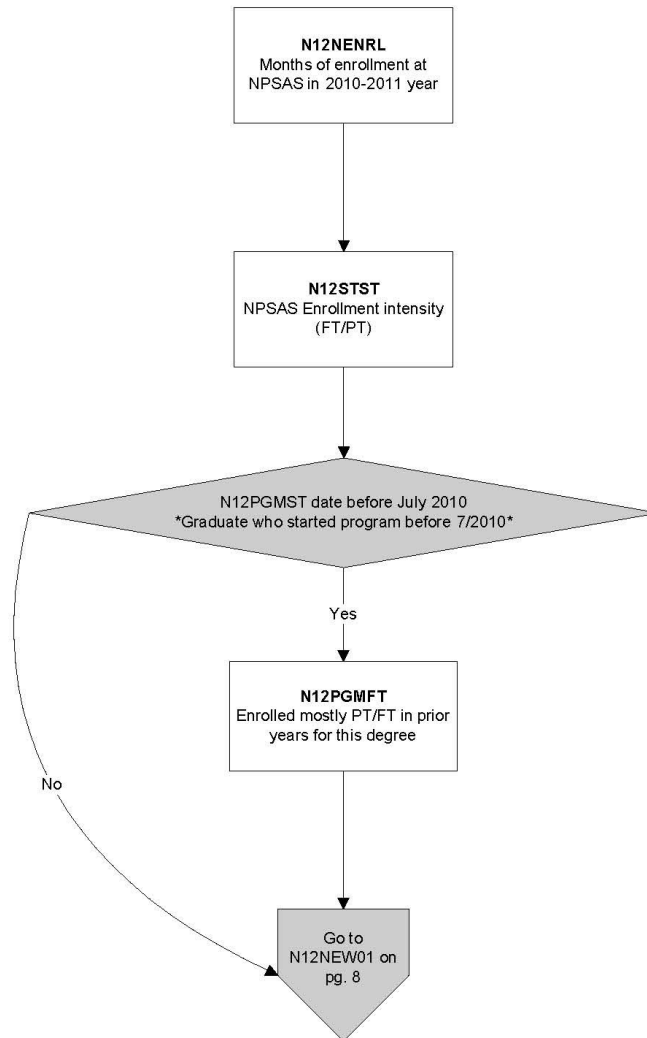 N12NENRL
Months of enrollment at
NPSAS in 2010-2011 year
N12STST
NPSAS Enrollment intensity
(FT/PT)
N12PGMST date before July 2010
*Graduate who started program before 7/2010*
Yes
N12PGMFT
Enrolled mostly PT/FT in prior
years for this degree
No
Go to
N12NEW01 on
pg. 8